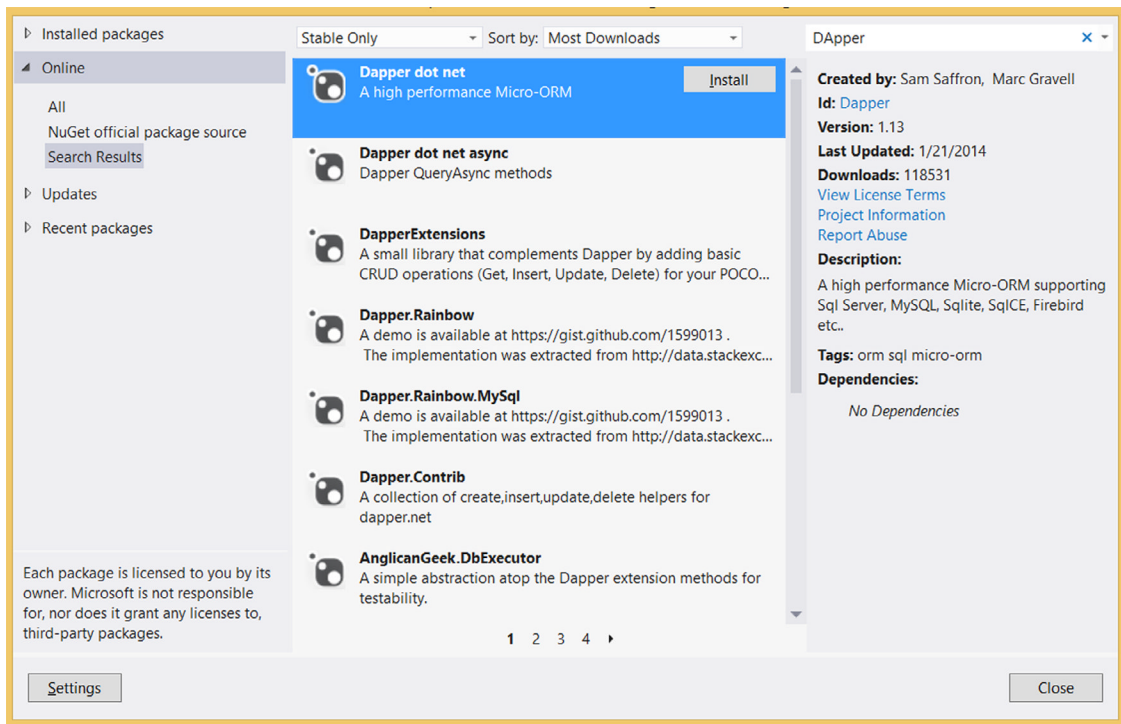 Installed packages
Online
All
NuGet official package source
Search Results
Updates
Recent packages
Each package is licensed to you by its
owner. Microsoft is not responsible
for, nor does it grant any licenses to,
third-party packages.
Stable Only
Sort by: Most Downloads
Dapper dot net
A high performance Micro-ORM
Install
Dapper dot net async
Dapper QueryAsync methods
DapperExtensions
A small library that complements Dapper by adding basic
CRUD operations (Get, Insert, Update, Delete) for your POCO...
Dapper.Rainbow
A demo is available at https://gist.github.com/1599013 .
The implementation was extracted from http://data.stackexc...
Dapper.Rainbow.MySql
A demo is available at https://gist.github.com/1599013 .
The implementation was extracted from http://data.stackexc...
Dapper.Contrib
A collection of create,insert,update,delete helpers for
dapper.net
AnglicanGeek.DbExecutor
A simple abstraction atop the Dapper extension methods for
testability.
1 2 3 4
DApper
Created by: Sam Saffron, Marc Gravell
Id: Dapper
Version: 1.13
Last Updated: 1/21/2014
Downloads: 118531
View License Terms
Project Information
Report Abuse
Description:
A high performance Micro-ORM supporting
Sql Server, MySQL, Sqlite, SqlCE, Firebird
etc..
Tags: orm sql micro-orm
Dependencies:
No Dependencies
Settings
Close